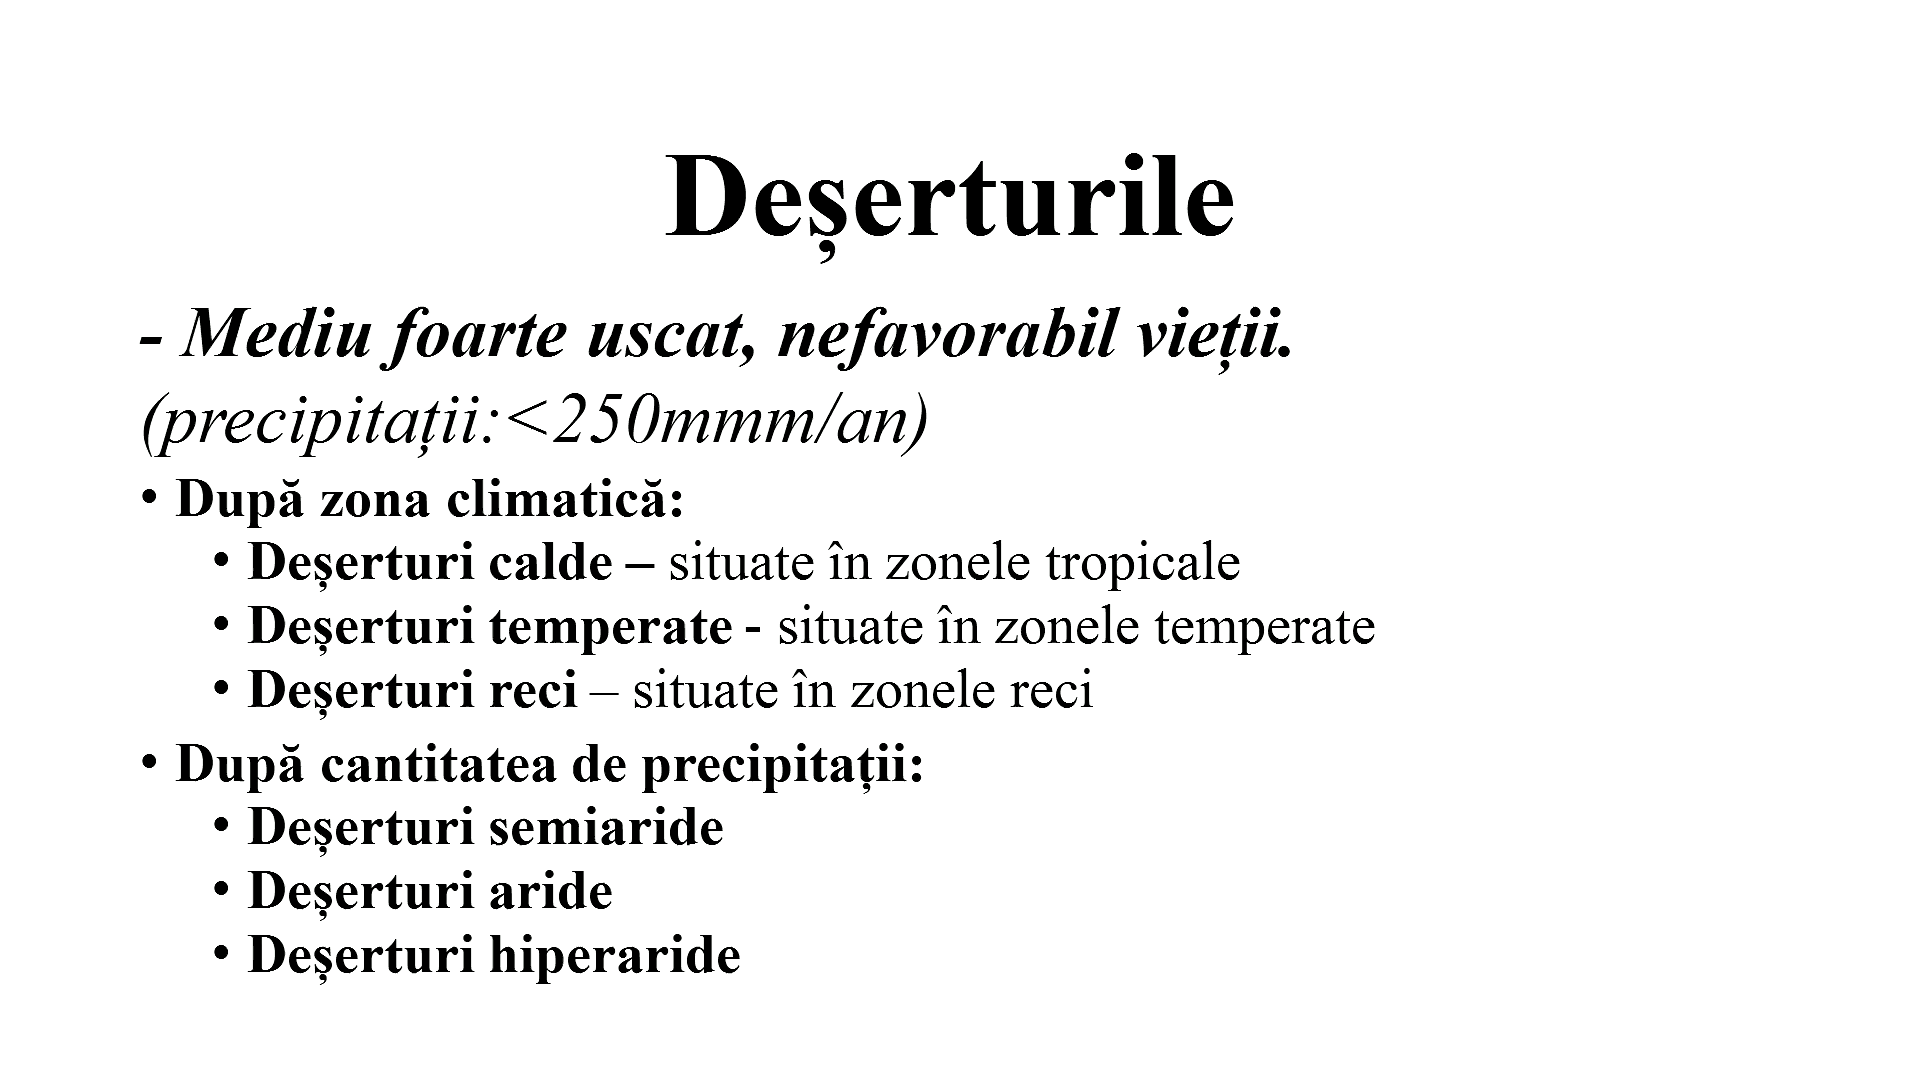 Deșerturile
- Mediu foarte uscat, nefavorabil vieții.
(precipitații:<250mmm/an)
• După zona climatică:
• Deșerturi calde – situate în zonele tropicale
• Deșerturi temperate - situate în zonele temperate
• Deșerturi reci – situate în zonele reci
• După cantitatea de precipitații:
• Deșerturi semiaride
• Deșerturi aride
• Deșerturi hiperaride